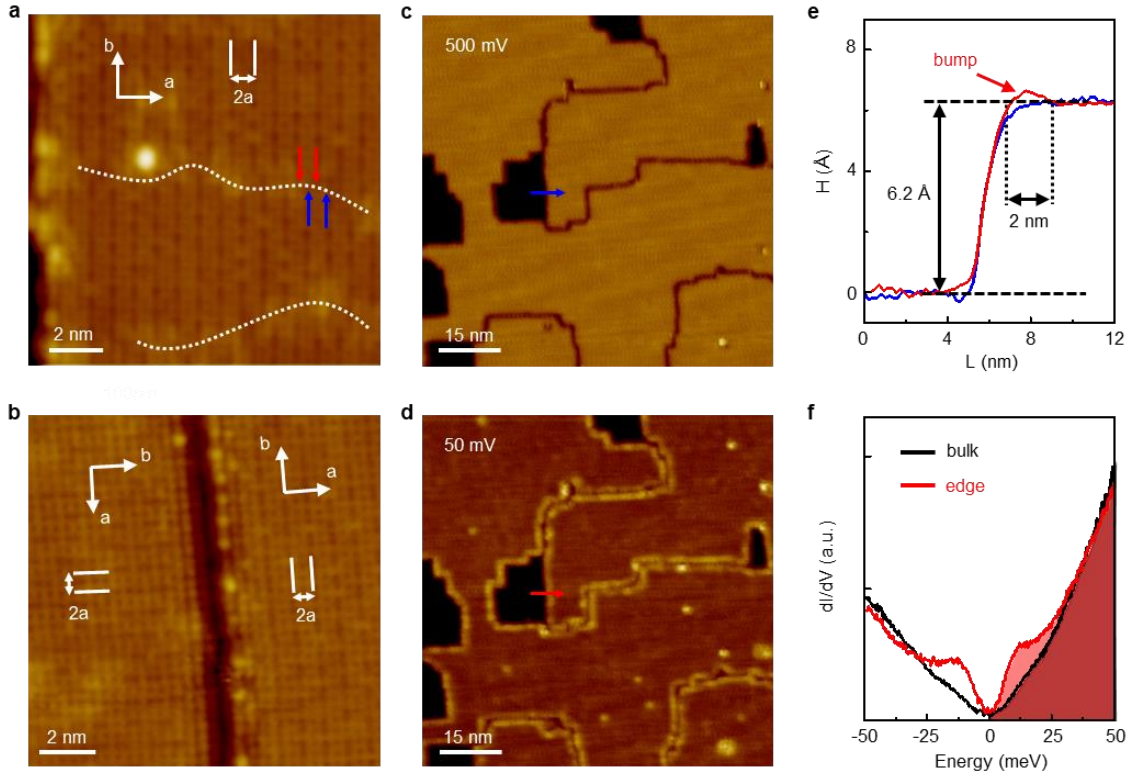 a
b
a
2a
2 nm
c
500 mV
15 nm
e
8
bump
H (Å)
4
6.2 Å
2 nm
0
0
4
8
12
L (nm)
b
b
a
b
a
2a
2a
2 nm
d
50 mV
15 nm
f
bulk
edge
dI/dV (a.u.)
-50
-25
0
25
50
Energy (meV)